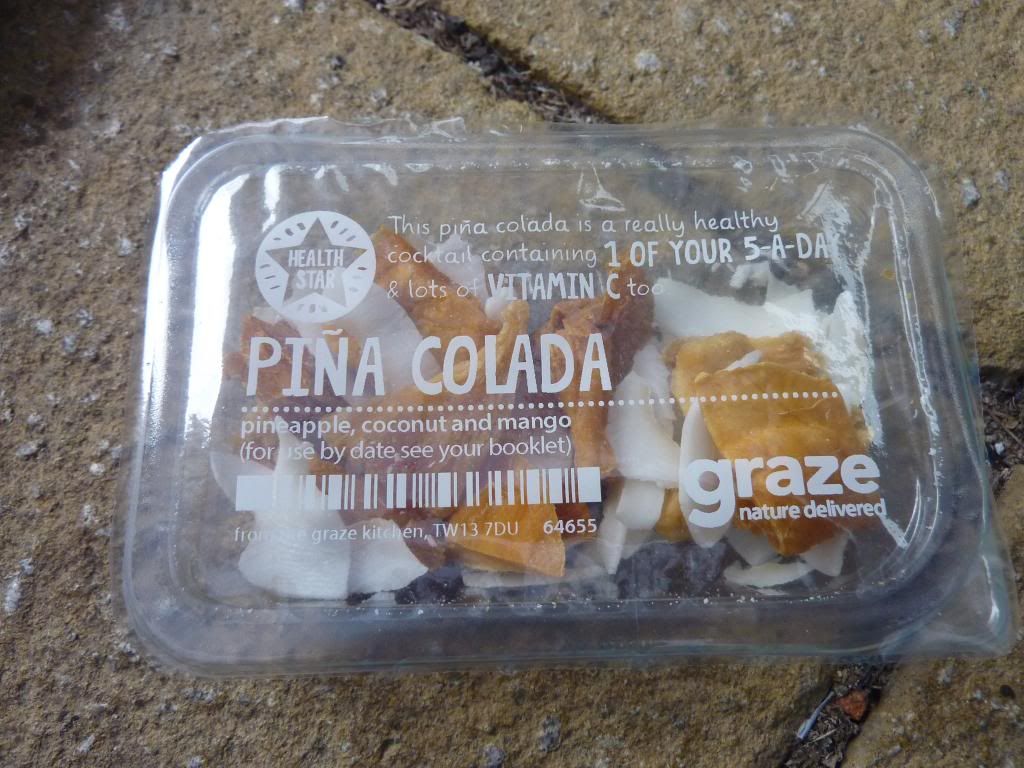 HEALTH
STAR
This piña colada is a really healthy
cocktail containing 1 OF YOUR 5-A-DA
& lots of VITAMIN C too
PIÑA COLADA
pineapple, coconut and mango
(for use by date see your booklet)
graze
nature delivered
from the graze kitchen, TW13 7DU 64655